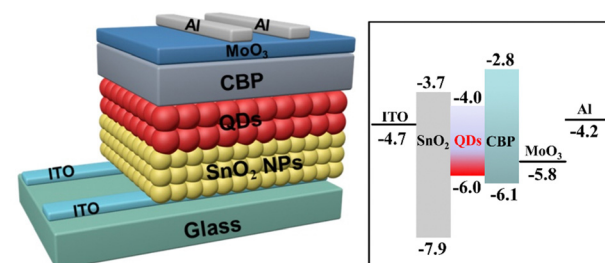 Al
Al
MoO₃
CBP
QDs
SnO₂ NPs
ITO
ITO
Glass
-2.8
-3.7
-4.0
ITO
-4.7
SnO₂
QDs
CBP
Al
-4.2
MoO₃
-5.8
-6.0
-6.1
-7.9